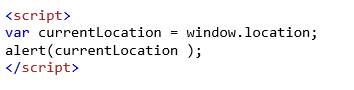 <script>
var currentLocation = window.location;
alert(currentLocation );
</script>